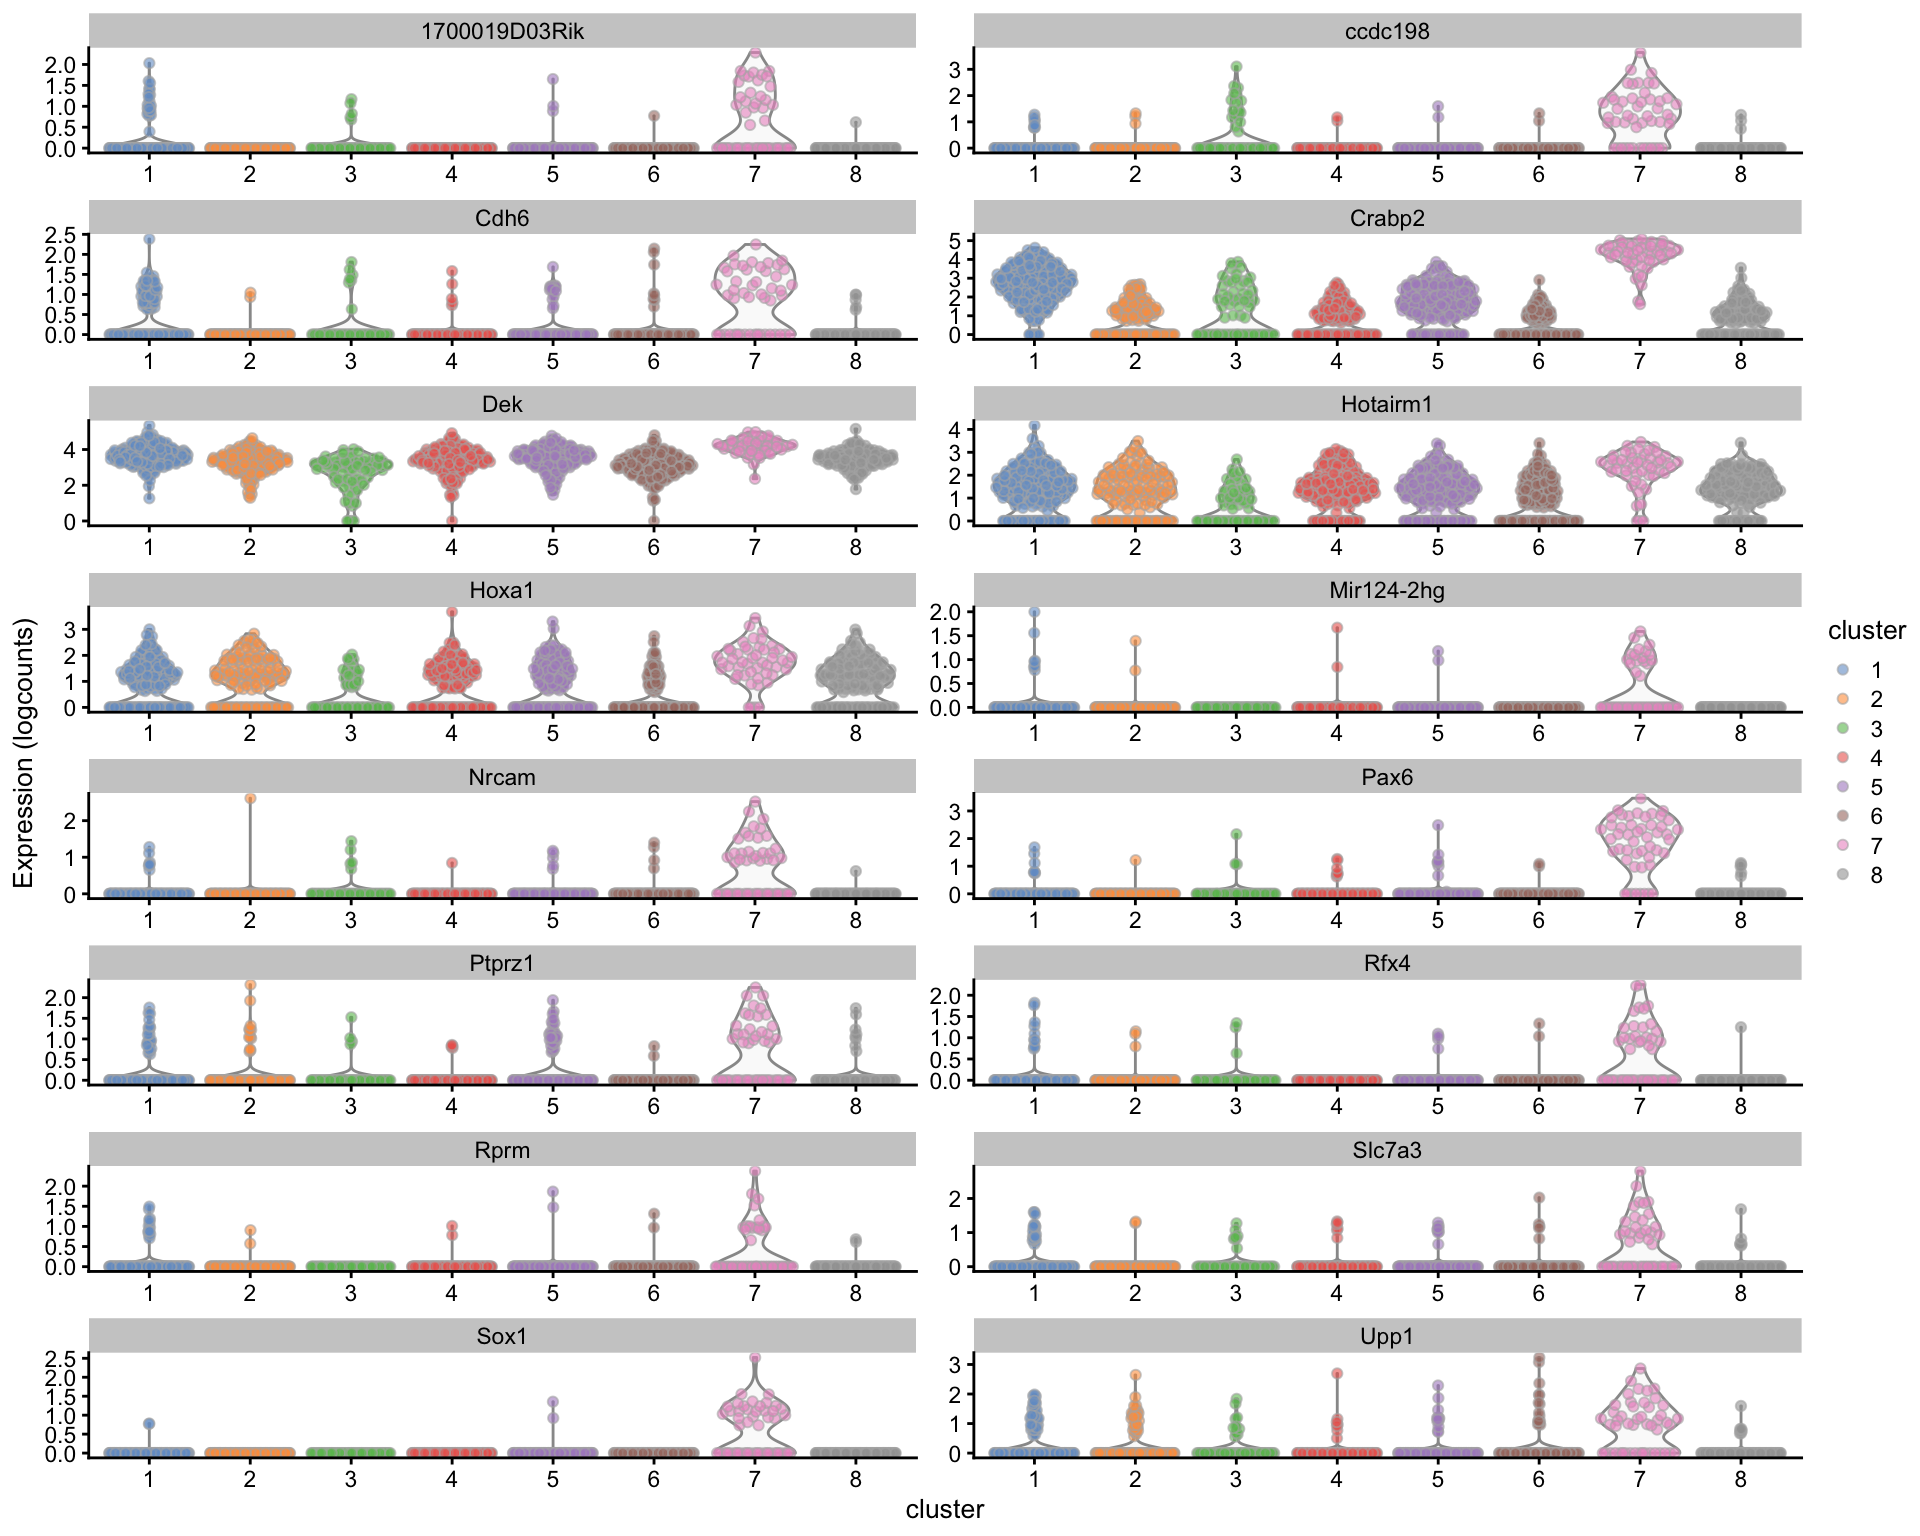 1700019D03Rik ccdc198
2.0 1.5 1.0 0.5 0.0
3 2 1 0
1 2 3 4 5 6 7 8 1 2 3 4 5 6 7 8
Cdh6 Crabp2
2.5 2.0 1.5 1.0 0.5 0.0
5 4 3 2 1 0
1 2 3 4 5 6 7 8 1 2 3 4 5 6 7 8
Dek Hotairm1
4 2 0
4 3 2 1 0
1 2 3 4 5 6 7 8 1 2 3 4 5 6 7 8
Hoxa1 Mir124-2hg
3 2 1 0
2.0 1.5 1.0 0.5 0.0
1 2 3 4 5 6 7 8 1 2 3 4 5 6 7 8
Nrcam Pax6
2 1 0
3 2 1 0
1 2 3 4 5 6 7 8 1 2 3 4 5 6 7 8
Ptprz1 Rfx4
2.0 1.5 1.0 0.5 0.0
2.0 1.5 1.0 0.5 0.0
1 2 3 4 5 6 7 8 1 2 3 4 5 6 7 8
Rprm Slc7a3
2.0 1.5 1.0 0.5 0.0
2 1 0
1 2 3 4 5 6 7 8 1 2 3 4 5 6 7 8
Sox1 Upp1
2.5 2.0 1.5 1.0 0.5 0.0
3 2 1 0
1 2 3 4 5 6 7 8 1 2 3 4 5 6 7 8
Expression (logcounts)
cluster
cluster
1
2
3
4
5
6
7
8